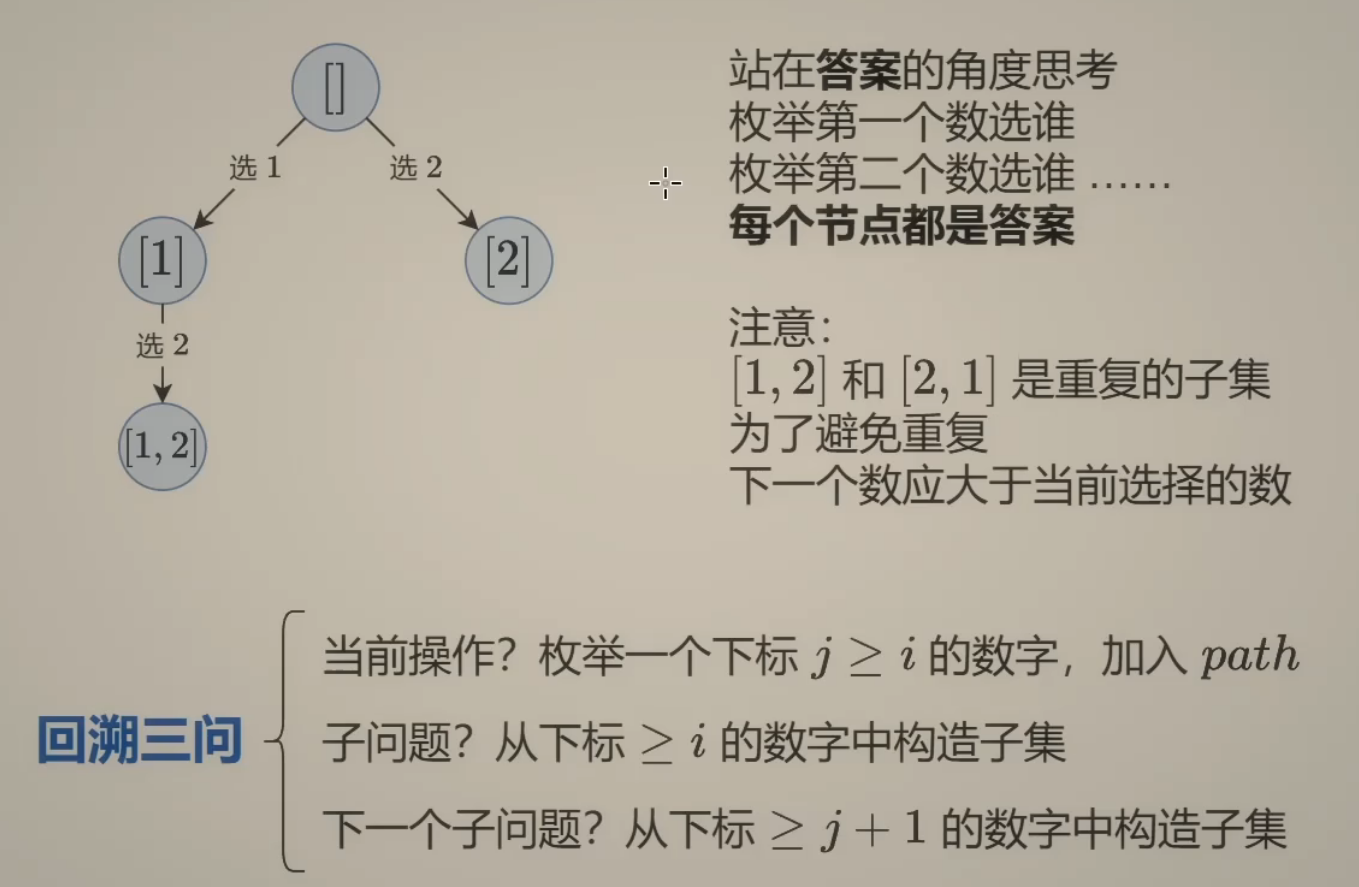 []
选 1
选 2
[1]
[2]
选 2
[1, 2]
站在答案的角度思考
枚举第一个数选谁
枚举第二个数选谁 ......
每个节点都是答案
注意：
[1, 2] 和 [2, 1] 是重复的子集
为了避免重复
下一个数应大于当前选择的数
回溯三问
当前操作？枚举一个下标 j ≥ i 的数字，加入 path
子问题？从下标 ≥ i 的数字中构造子集
下一个子问题？从下标 ≥ j + 1 的数字中构造子集